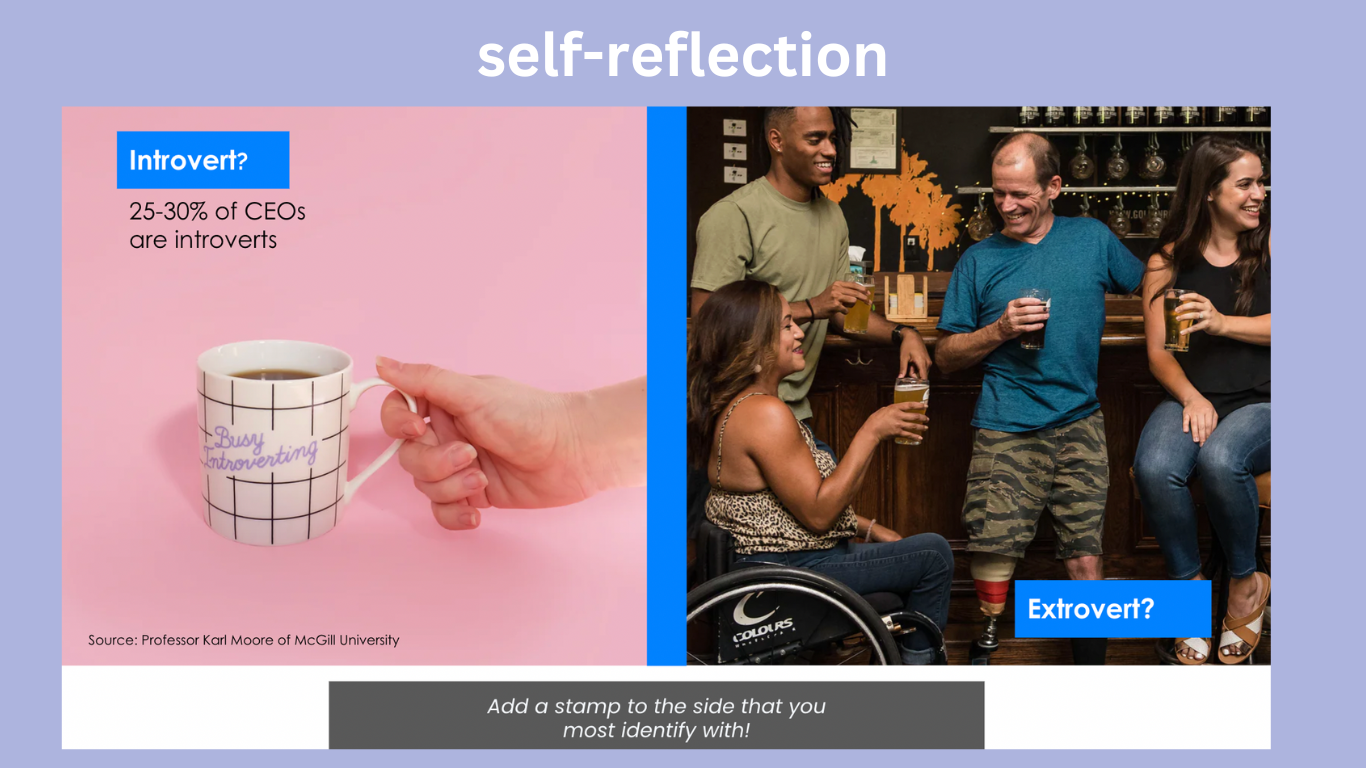 self-reflection
Introvert?
25-30% of CEOs
are introverts
Busy
Introverting
Source: Professor Karl Moore of McGill University
COLOURS
Extrovert?
Add a stamp to the side that you
most identify with!